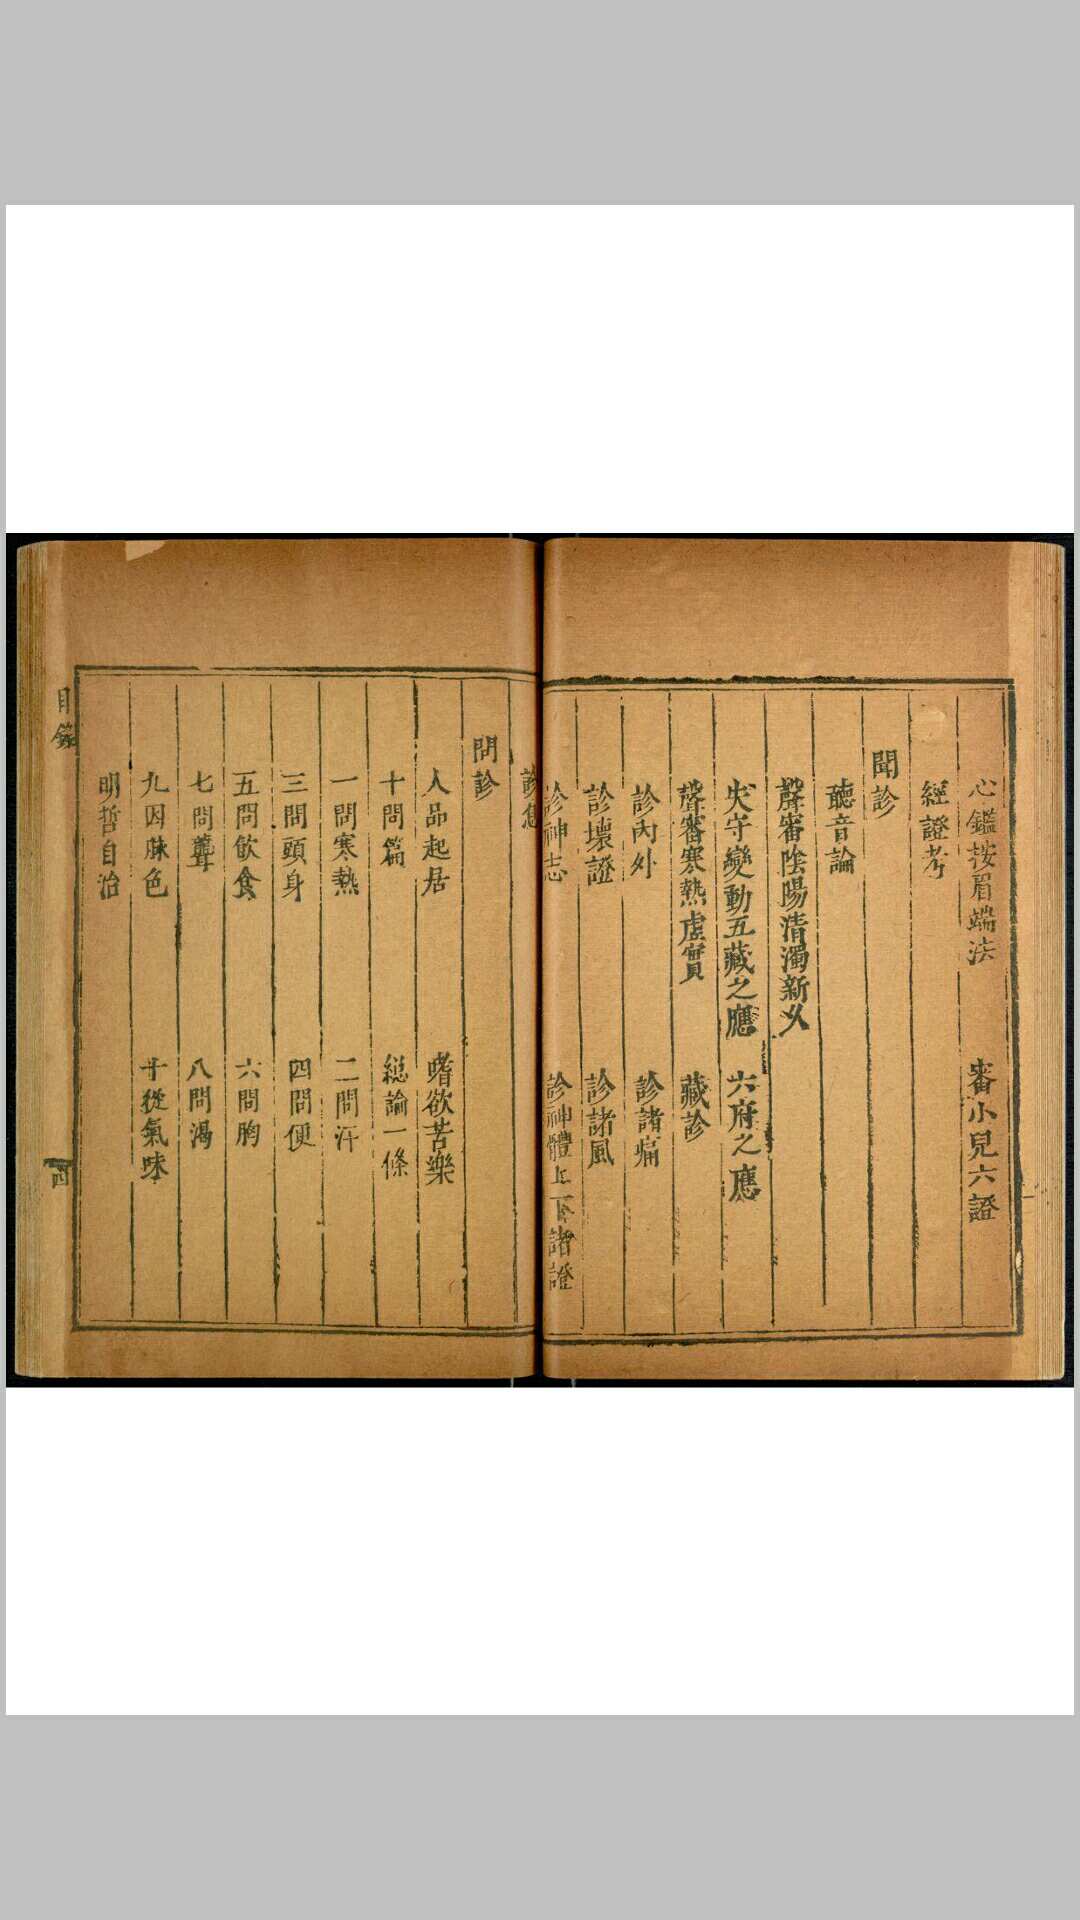 心鑑按眉端法　審小兒六證
經證考
聞診
聽音論
聲審陰陽清濁新乆
失守變動五藏之應　六府之應
聲審寒熱虛實　藏診
診內外　診諸痛
診壞證　診諸風
診神志　診神體上下諸證
診息
問診
人品起居　嗜欲苦樂
十問篇　總論一條
一問寒熱　二問汗
三問頭身　四問便
五問飲食　六問胸
七問聾　八問渴
九因脉色　十從氣味
明哲自治
目錄　四